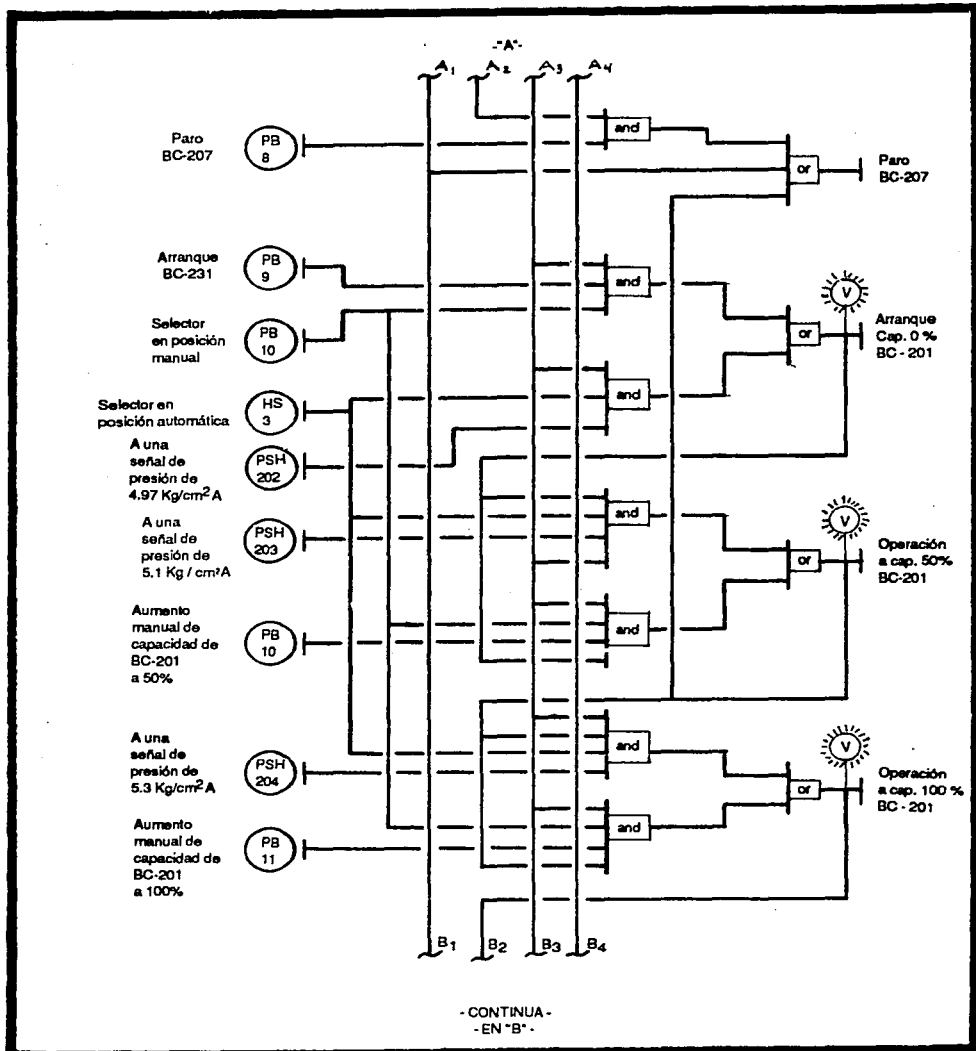 -"A"-
A1 A2 A3 A4
Paro
BC-207
PB
8
and
or
Paro
BC-207
Arranque
BC-231
PB
9
and
V
Selector
en posición
manual
PB
10
or
Arranque
Cap. 0 %
BC - 201
Selector en
posición automática
HS
3
and
A una
señal de
presión de
4.97 Kg/cm² A
PSH
202
and
V
A una
señal de
presión de
5.1 Kg / cm² A
PSH
203
or
Operación
a cap. 50%
BC-201
Aumento
manual de
capacidad de
BC-201
a 50%
PB
10
and
V
A una
señal de
presión de
5.3 Kg/cm² A
PSH
204
and
or
Operación
a cap. 100 %
BC - 201
Aumento
manual de
capacidad de
BC-201
a 100%
PB
11
and
B1 B2 B3 B4
- CONTINUA -
- EN "B" -